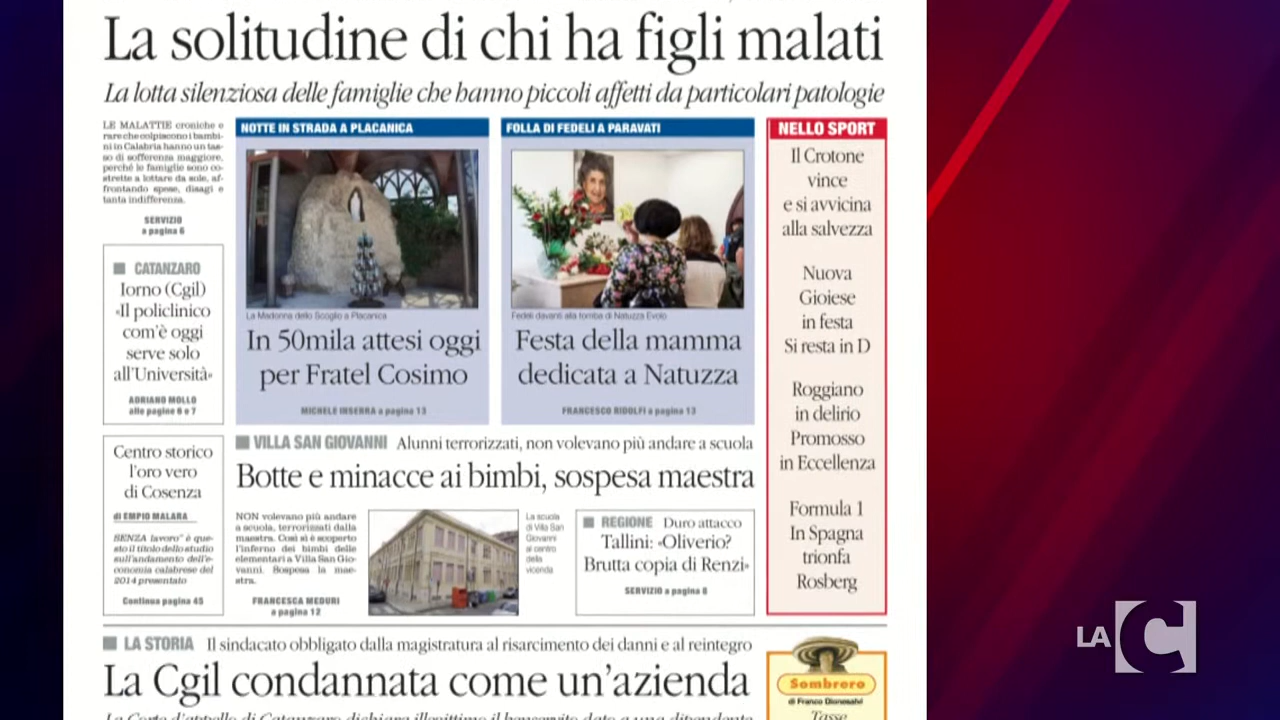 La solitudine di chi ha figli malati
La lotta silenziosa delle famiglie che hanno piccoli affetti da particolari patologie
LE MALATTIE croniche e
rare che colpiscono i bambi-
ni in Calabria hanno un tas-
so di sofferenza maggiore,
perché le famiglie sono co-
strette a lottare da sole, af-
frontando spese, disagi e
tanta indifferenza.
SERVIZIO
a pagina 6
CATANZARO
Iorno (Cgil)
«Il policlinico
com'è oggi
serve solo
all'Università»
ADRIANO MOLLO
alle pagine 6 e 7
Centro storico
l'oro vero
di Cosenza
di EMPIO MALARA
SENZA lavoro" è que-
sto il titolo dello studio
sull'andamento dell'e-
conomia calabrese del
2014 presentato
Continua pagina 45
NOTTE IN STRADA A PLACANICA
La Madonna dello Scoglio a Placanica
In 50mila attesi oggi
per Fratel Cosimo
MICHELE INSERRA a pagina 13
FOLLA DI FEDELI A PARAVATI
Fedeli davanti alla tomba di Natuzza Evolo
Festa della mamma
dedicata a Natuzza
FRANCESCO RIDOLFI a pagina 13
VILLA SAN GIOVANNI Alunni terrorizzati, non volevano più andare a scuola
Botte e minacce ai bimbi, sospesa maestra
NON volevano più andare
a scuola, terrorizzati dalla
maestra. Così si è scoperto
l'inferno dei bimbi delle
elementari a Villa San Gio-
vanni. Sospesa la mae-
stra.
FRANCESCA MEDURI
a pagina 12
La scuola
di Villa San
Giovanni
al centro
della
vicenda
REGIONE Duro attacco
Tallini: «Oliverio?
Brutta copia di Renzi»
SERVIZIO a pagina 8
NELLO SPORT
Il Crotone
vince
e si avvicina
alla salvezza
Nuova
Gioiese
in festa
Si resta in D
Roggiano
in delirio
Promosso
in Eccellenza
Formula 1
In Spagna
trionfa
Rosberg
LA STORIA Il sindacato obbligato dalla magistratura al risarcimento dei danni e al reintegro
La Cgil condannata come un'azienda
La Corte d'appello di Catanzaro dichiara illegittimo il benservito dato a una dipendente
Sombrero
di Franco Dionesalvi
Tasse
LA C